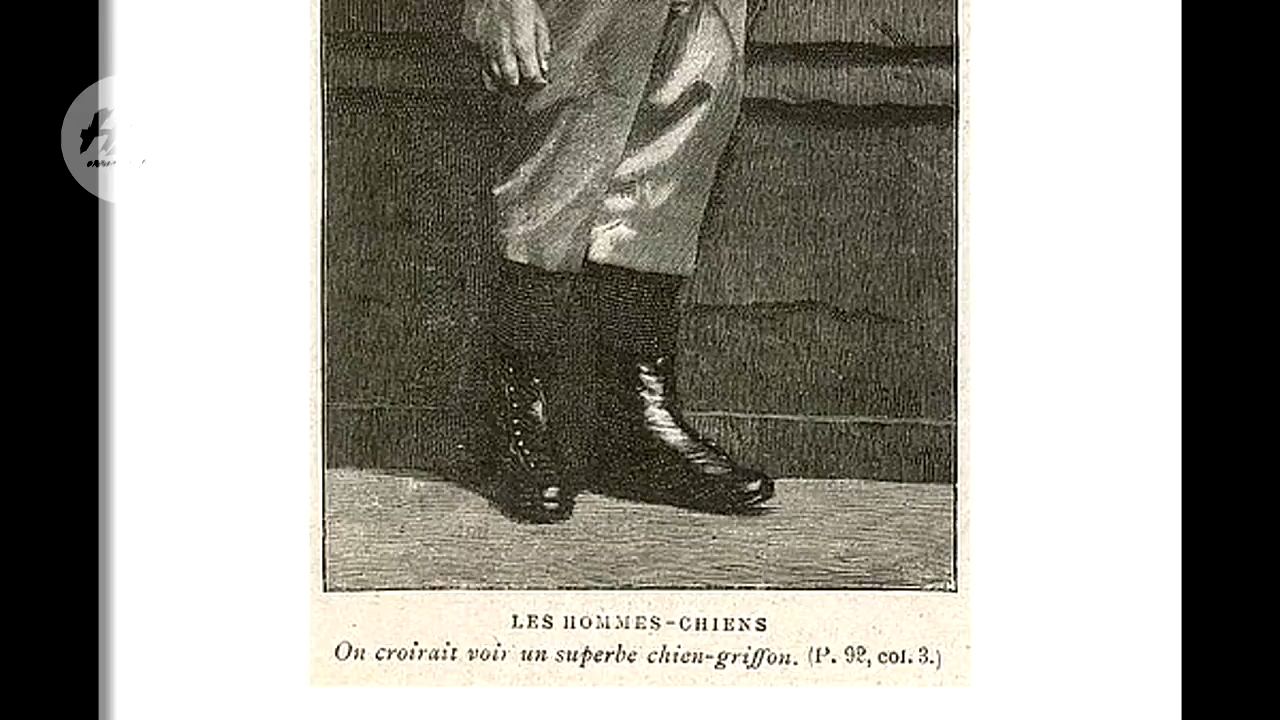 LES HOMMES-CHIENS
On croirait voir un superbe chien-griffon. (P. 92, col. 3.)